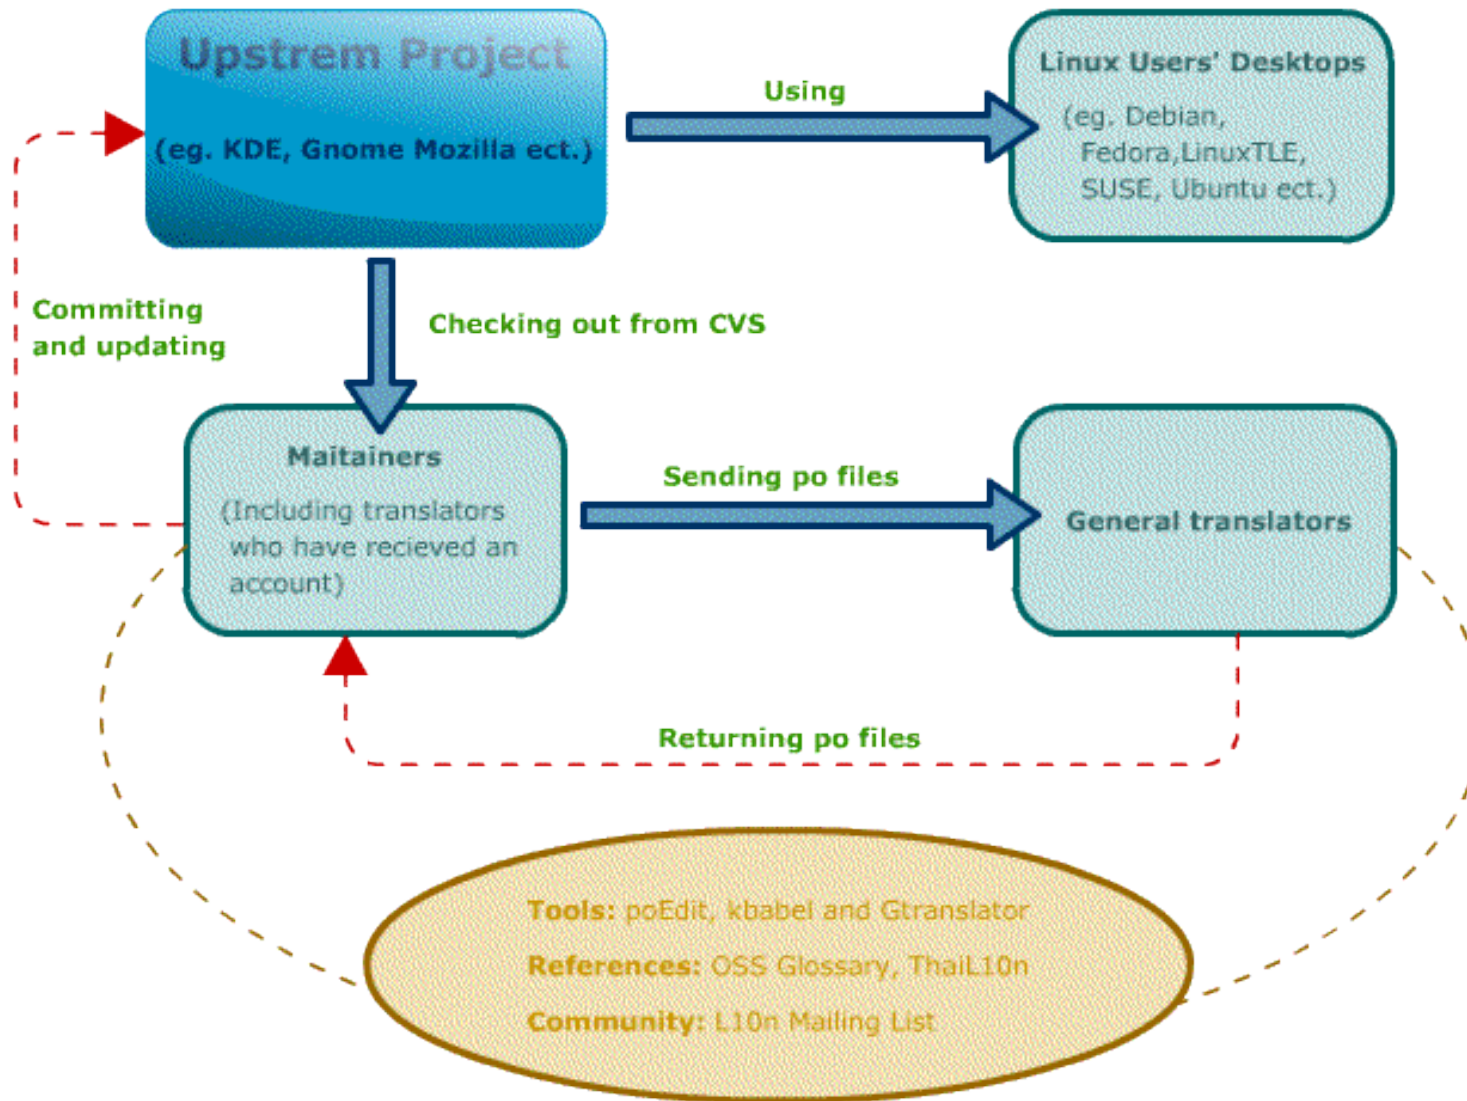 Upstrem Project
(eg. KDE, Gnome Mozilla ect.)
Using
Linux Users' Desktops
(eg. Debian,
Fedora,LinuxTLE,
SUSE, Ubuntu ect.)
Committing
and updating
Checking out from CVS
Maitainers
(Including translators
who have recieved an
account)
Sending po files
General translators
Returning po files
Tools: poEdit, kbabel and Gtranslator
References: OSS Glossary, ThaiL10n
Community: L10n Mailing List